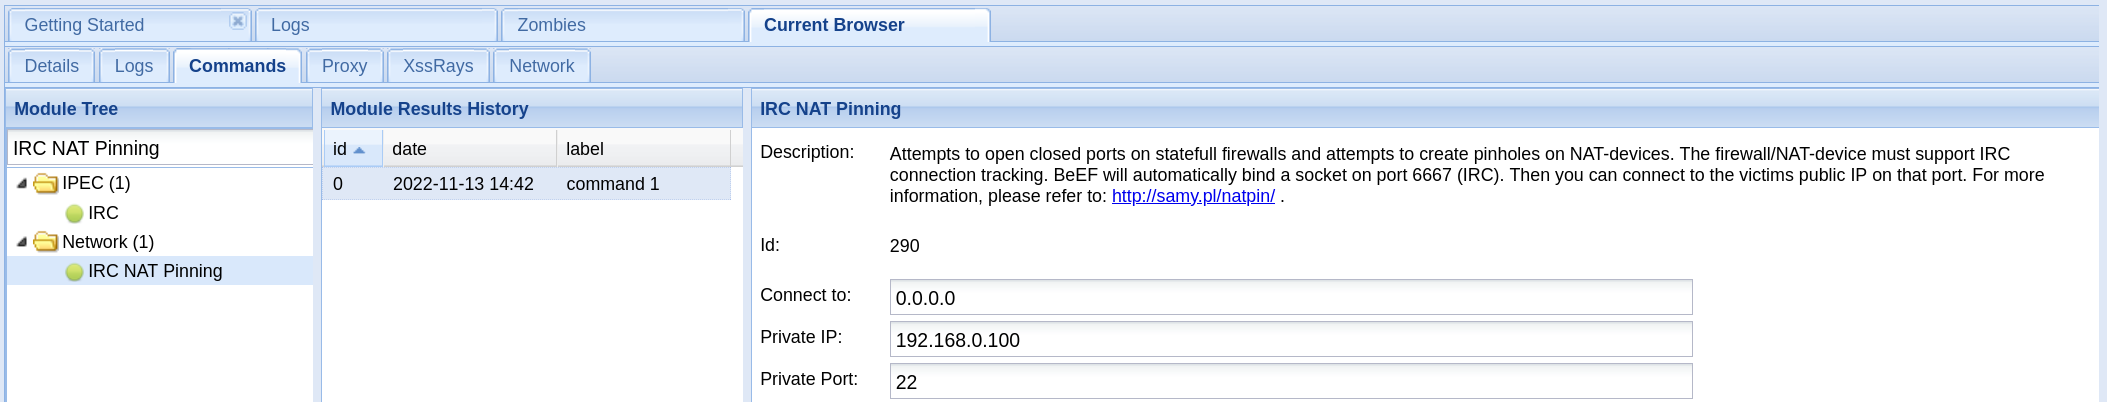 Getting Started
Logs
Zombies
Current Browser
Details
Logs
Commands
Proxy
XssRays
Network
Module Tree
IRC NAT Pinning
IPEC (1)
IRC
Network (1)
IRC NAT Pinning
Module Results History
id
date
label
0
2022-11-13 14:42
command 1
IRC NAT Pinning
Description:
Attempts to open closed ports on statefull firewalls and attempts to create pinholes on NAT-devices. The firewall/NAT-device must support IRC
connection tracking. BeEF will automatically bind a socket on port 6667 (IRC). Then you can connect to the victims public IP on that port. For more
information, please refer to: http://samy.pl/natpin/ .
Id:
290
Connect to:
0.0.0.0
Private IP:
192.168.0.100
Private Port:
22